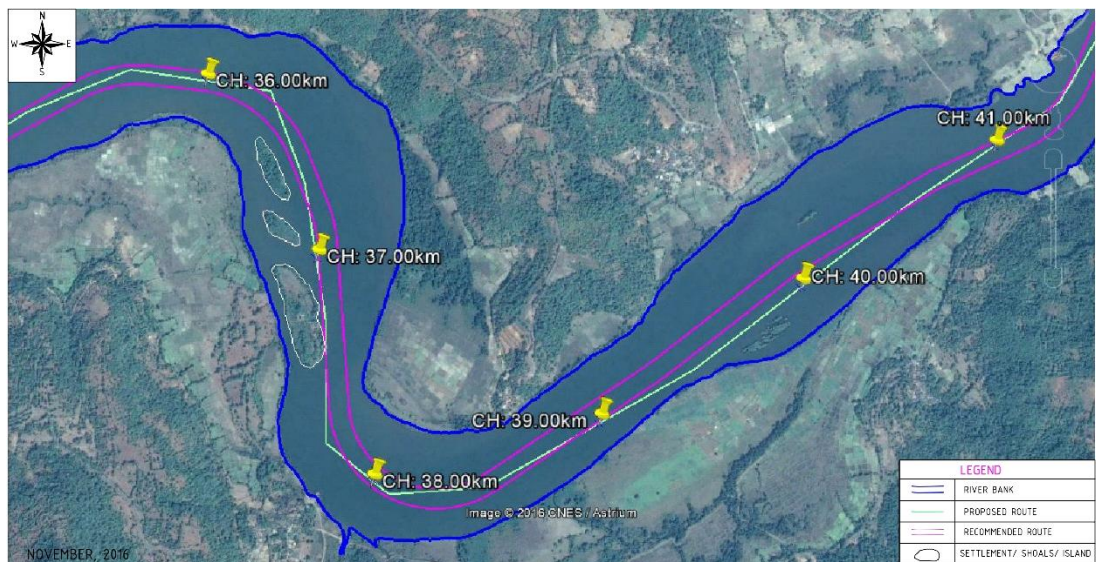 N
W E
S
CH: 36.00km
CH: 41.00km
CH: 37.00km
CH: 40.00km
CH: 39.00km
CH: 38.00km
Image © 2016 CNES / Astrium
NOVEMBER, 2016
LEGEND
RIVER BANK
PROPOSED ROUTE
RECOMMENDED ROUTE
SETTLEMENT/ SHOALS/ ISLAND